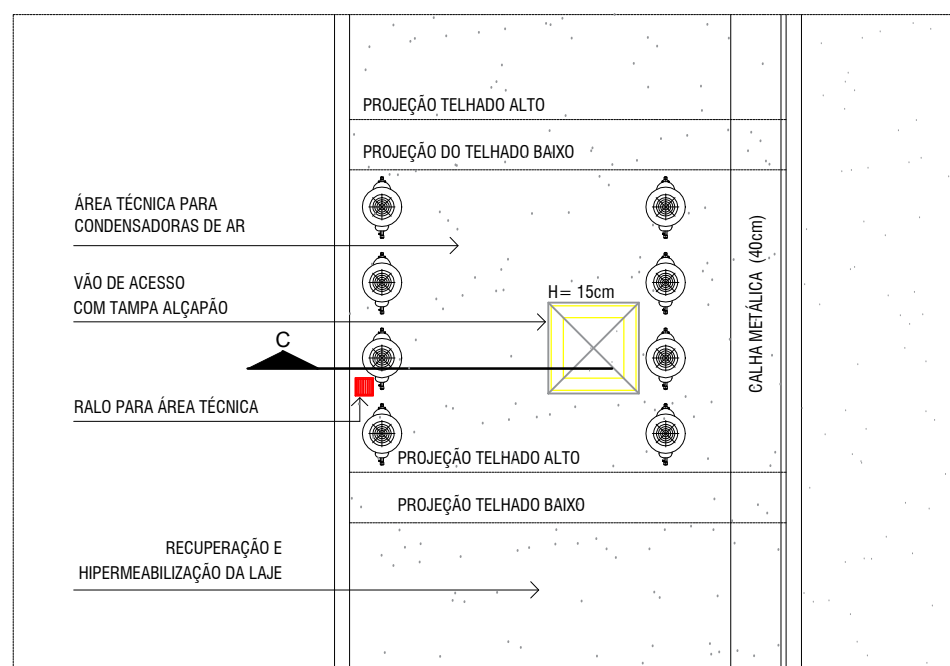 PROJEÇÃO TELHADO ALTO
PROJEÇÃO DO TELHADO BAIXO
ÁREA TÉCNICA PARA
CONDENSADORAS DE AR
VÃO DE ACESSO
COM TAMPA ALÇAPÃO
H= 15cm
CALHA METÁLICA (40cm)
C
RALO PARA ÁREA TÉCNICA
PROJEÇÃO TELHADO ALTO
PROJEÇÃO TELHADO BAIXO
RECUPERAÇÃO E
HIPERMEABILIZAÇÃO DA LAJE